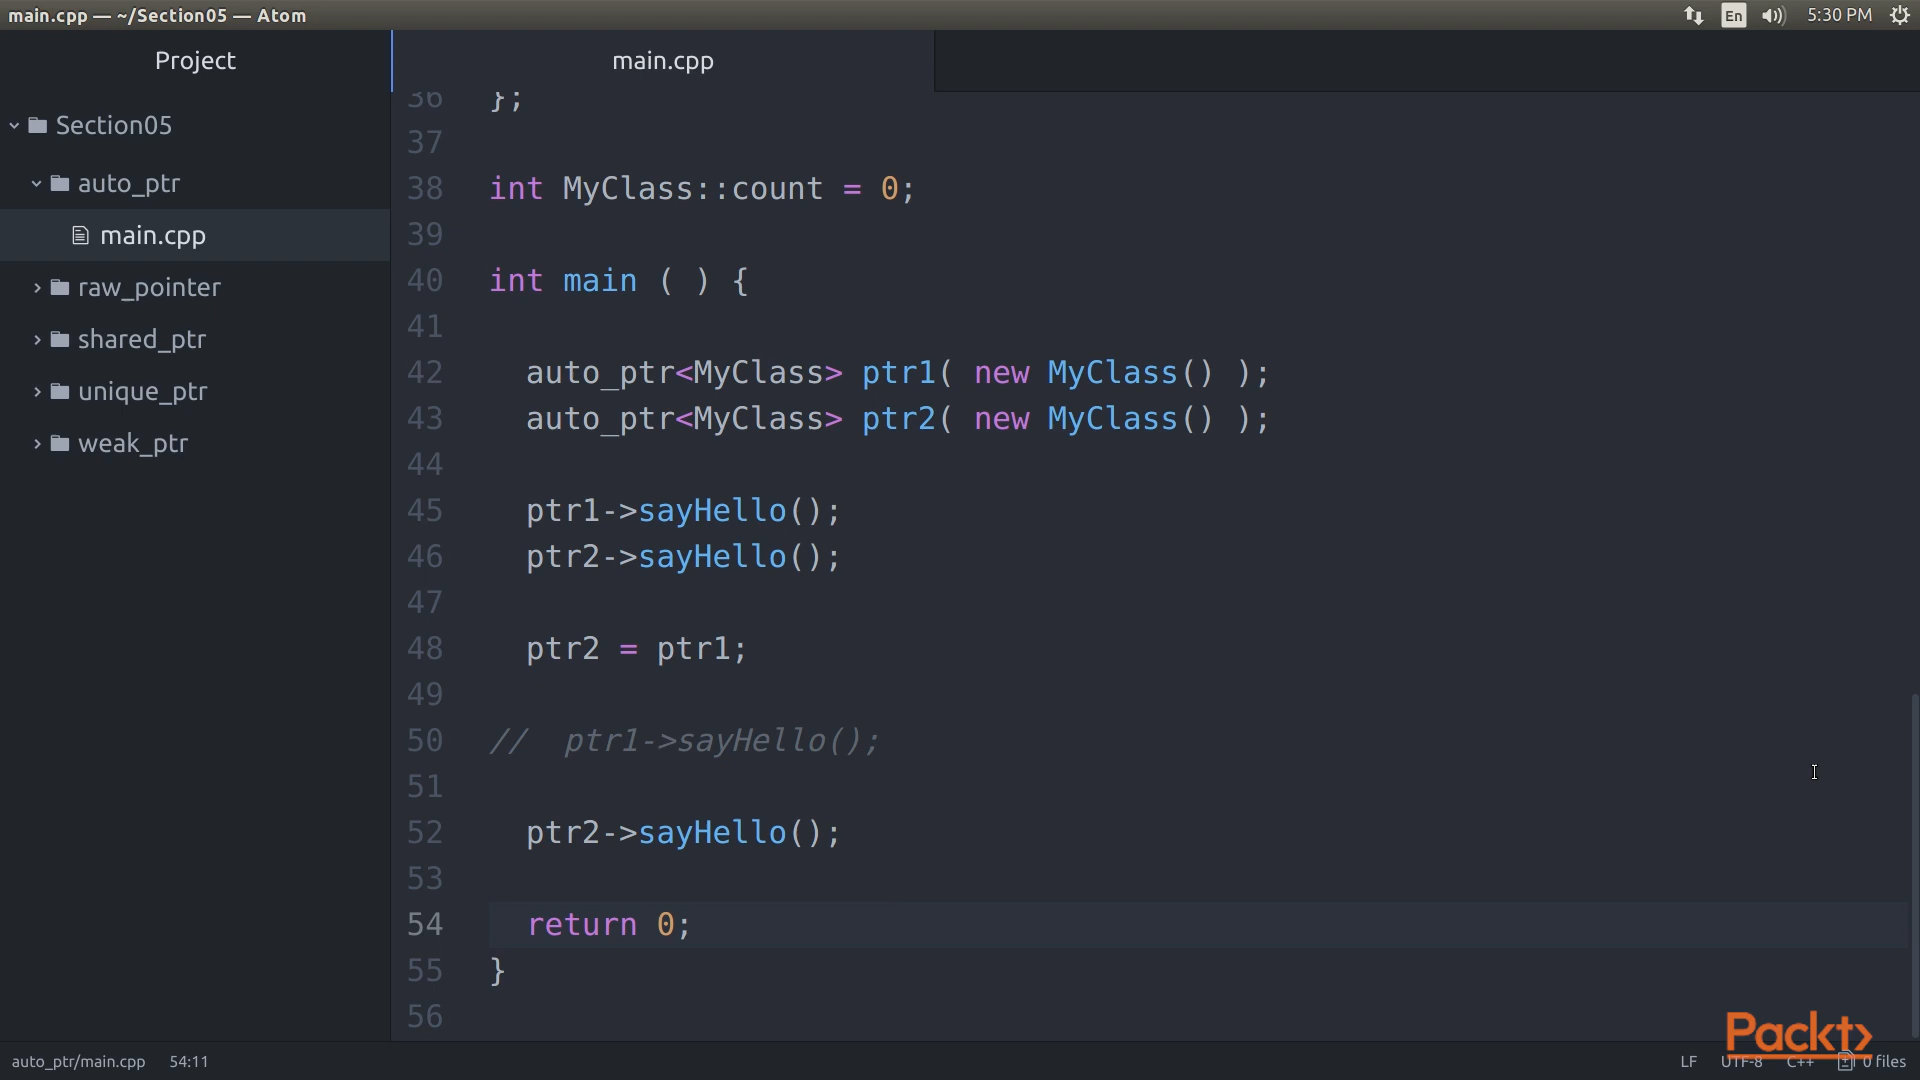 main.cpp — ~/Section05 — Atom
En
5:30 PM
Project
main.cpp
Section05
auto_ptr
main.cpp
raw_pointer
shared_ptr
unique_ptr
weak_ptr
36 };
37
38 int MyClass::count = 0;
39
40 int main ( ) {
41
42 auto_ptr<MyClass> ptr1( new MyClass() );
43 auto_ptr<MyClass> ptr2( new MyClass() );
44
45 ptr1->sayHello();
46 ptr2->sayHello();
47
48 ptr2 = ptr1;
49
50 // ptr1->sayHello();
51
52 ptr2->sayHello();
53
54 return 0;
55 }
56
Packt>
auto_ptr/main.cpp 54:11
LF UTF-8 C++ 0 files